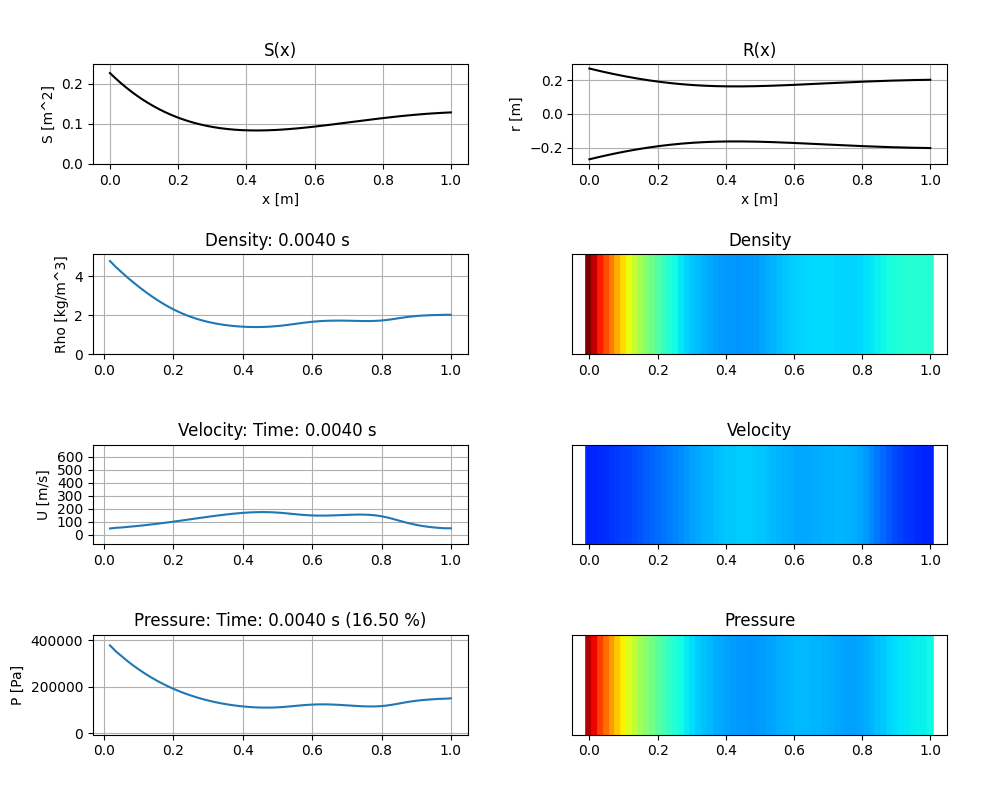 S(x)
S [m^2]
0.2
0.1
0.0
0.0 0.2 0.4 0.6 0.8 1.0
x [m]
R(x)
r [m]
0.2
0.0
−0.2
0.0 0.2 0.4 0.6 0.8 1.0
x [m]
Density: 0.0040 s
Rho [kg/m^3]
4
2
0
0.0 0.2 0.4 0.6 0.8 1.0
Density
0.0 0.2 0.4 0.6 0.8 1.0
Velocity: Time: 0.0040 s
U [m/s]
600
500
400
300
200
100
0
0.0 0.2 0.4 0.6 0.8 1.0
Velocity
0.0 0.2 0.4 0.6 0.8 1.0
Pressure: Time: 0.0040 s (16.50 %)
P [Pa]
400000
200000
0
0.0 0.2 0.4 0.6 0.8 1.0
Pressure
0.0 0.2 0.4 0.6 0.8 1.0